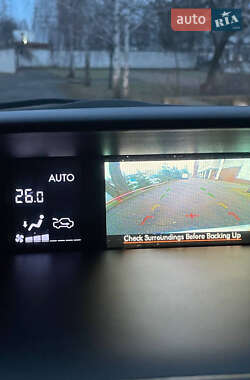 auto RIA
AUTO
26.0
Check Surroundings Before Backing Up